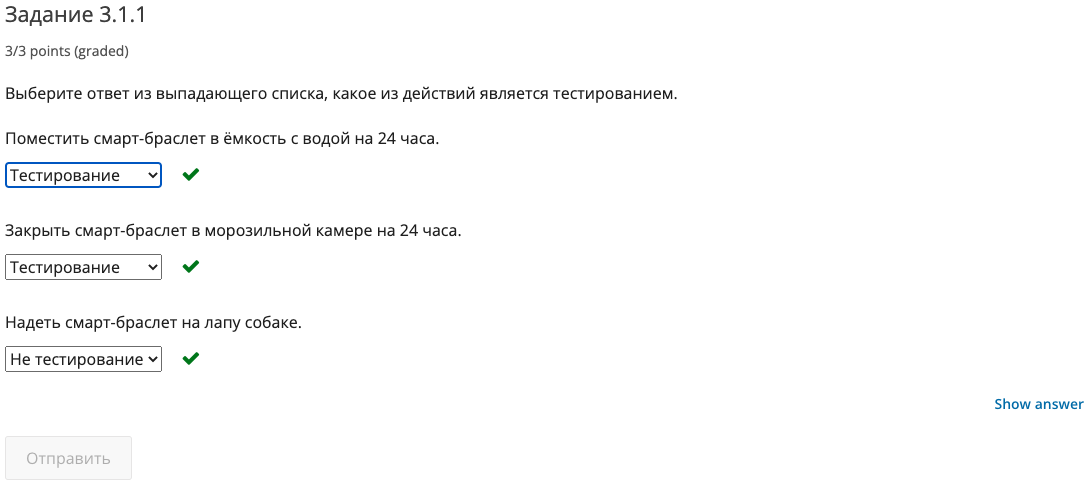 Задание 3.1.1
3/3 points (graded)
Выберите ответ из выпадающего списка, какое из действий является тестированием.
Поместить смарт-браслет в ёмкость с водой на 24 часа.
Тестирование
Закрыть смарт-браслет в морозильной камере на 24 часа.
Тестирование
Надеть смарт-браслет на лапу собаке.
Не тестирование
Show answer
Отправить